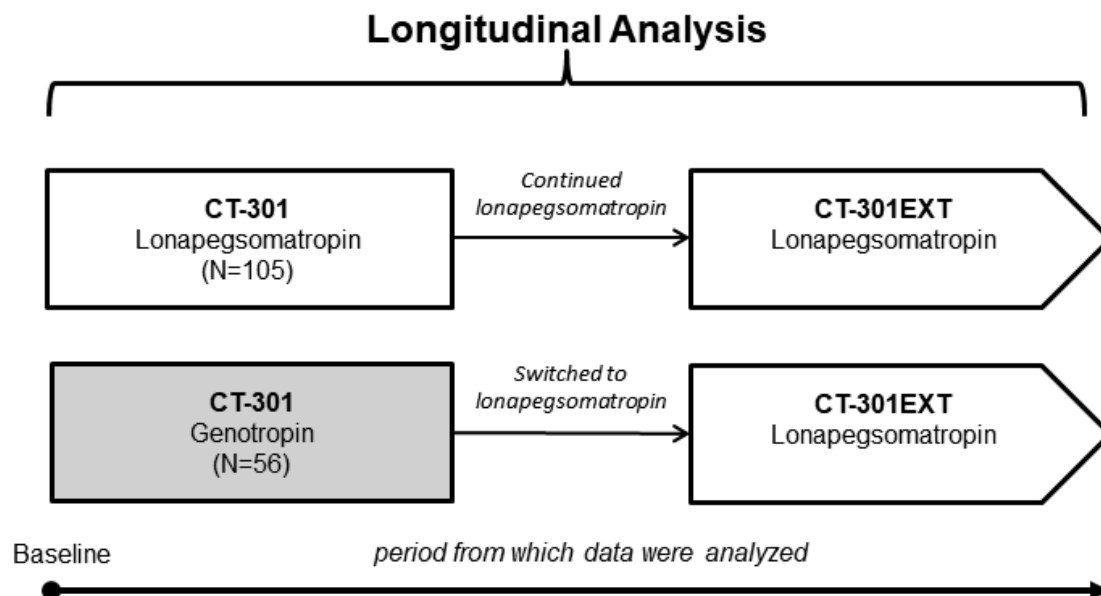 Longitudinal Analysis
CT-301
Lonapegsomatropin
(N=105)
Continued
lonapegsomatropin
CT-301EXT
Lonapegsomatropin
CT-301
Genotropin
(N=56)
Switched to
lonapegsomatropin
CT-301EXT
Lonapegsomatropin
Baseline
period from which data were analyzed